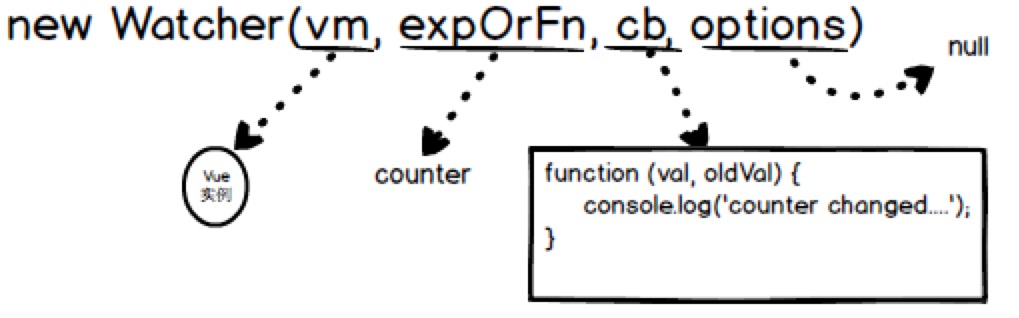 new Watcher(vm, expOrFn, cb, options)
null
Vue
实例
counter
function (val, oldVal) {
console.log('counter changed....');
}